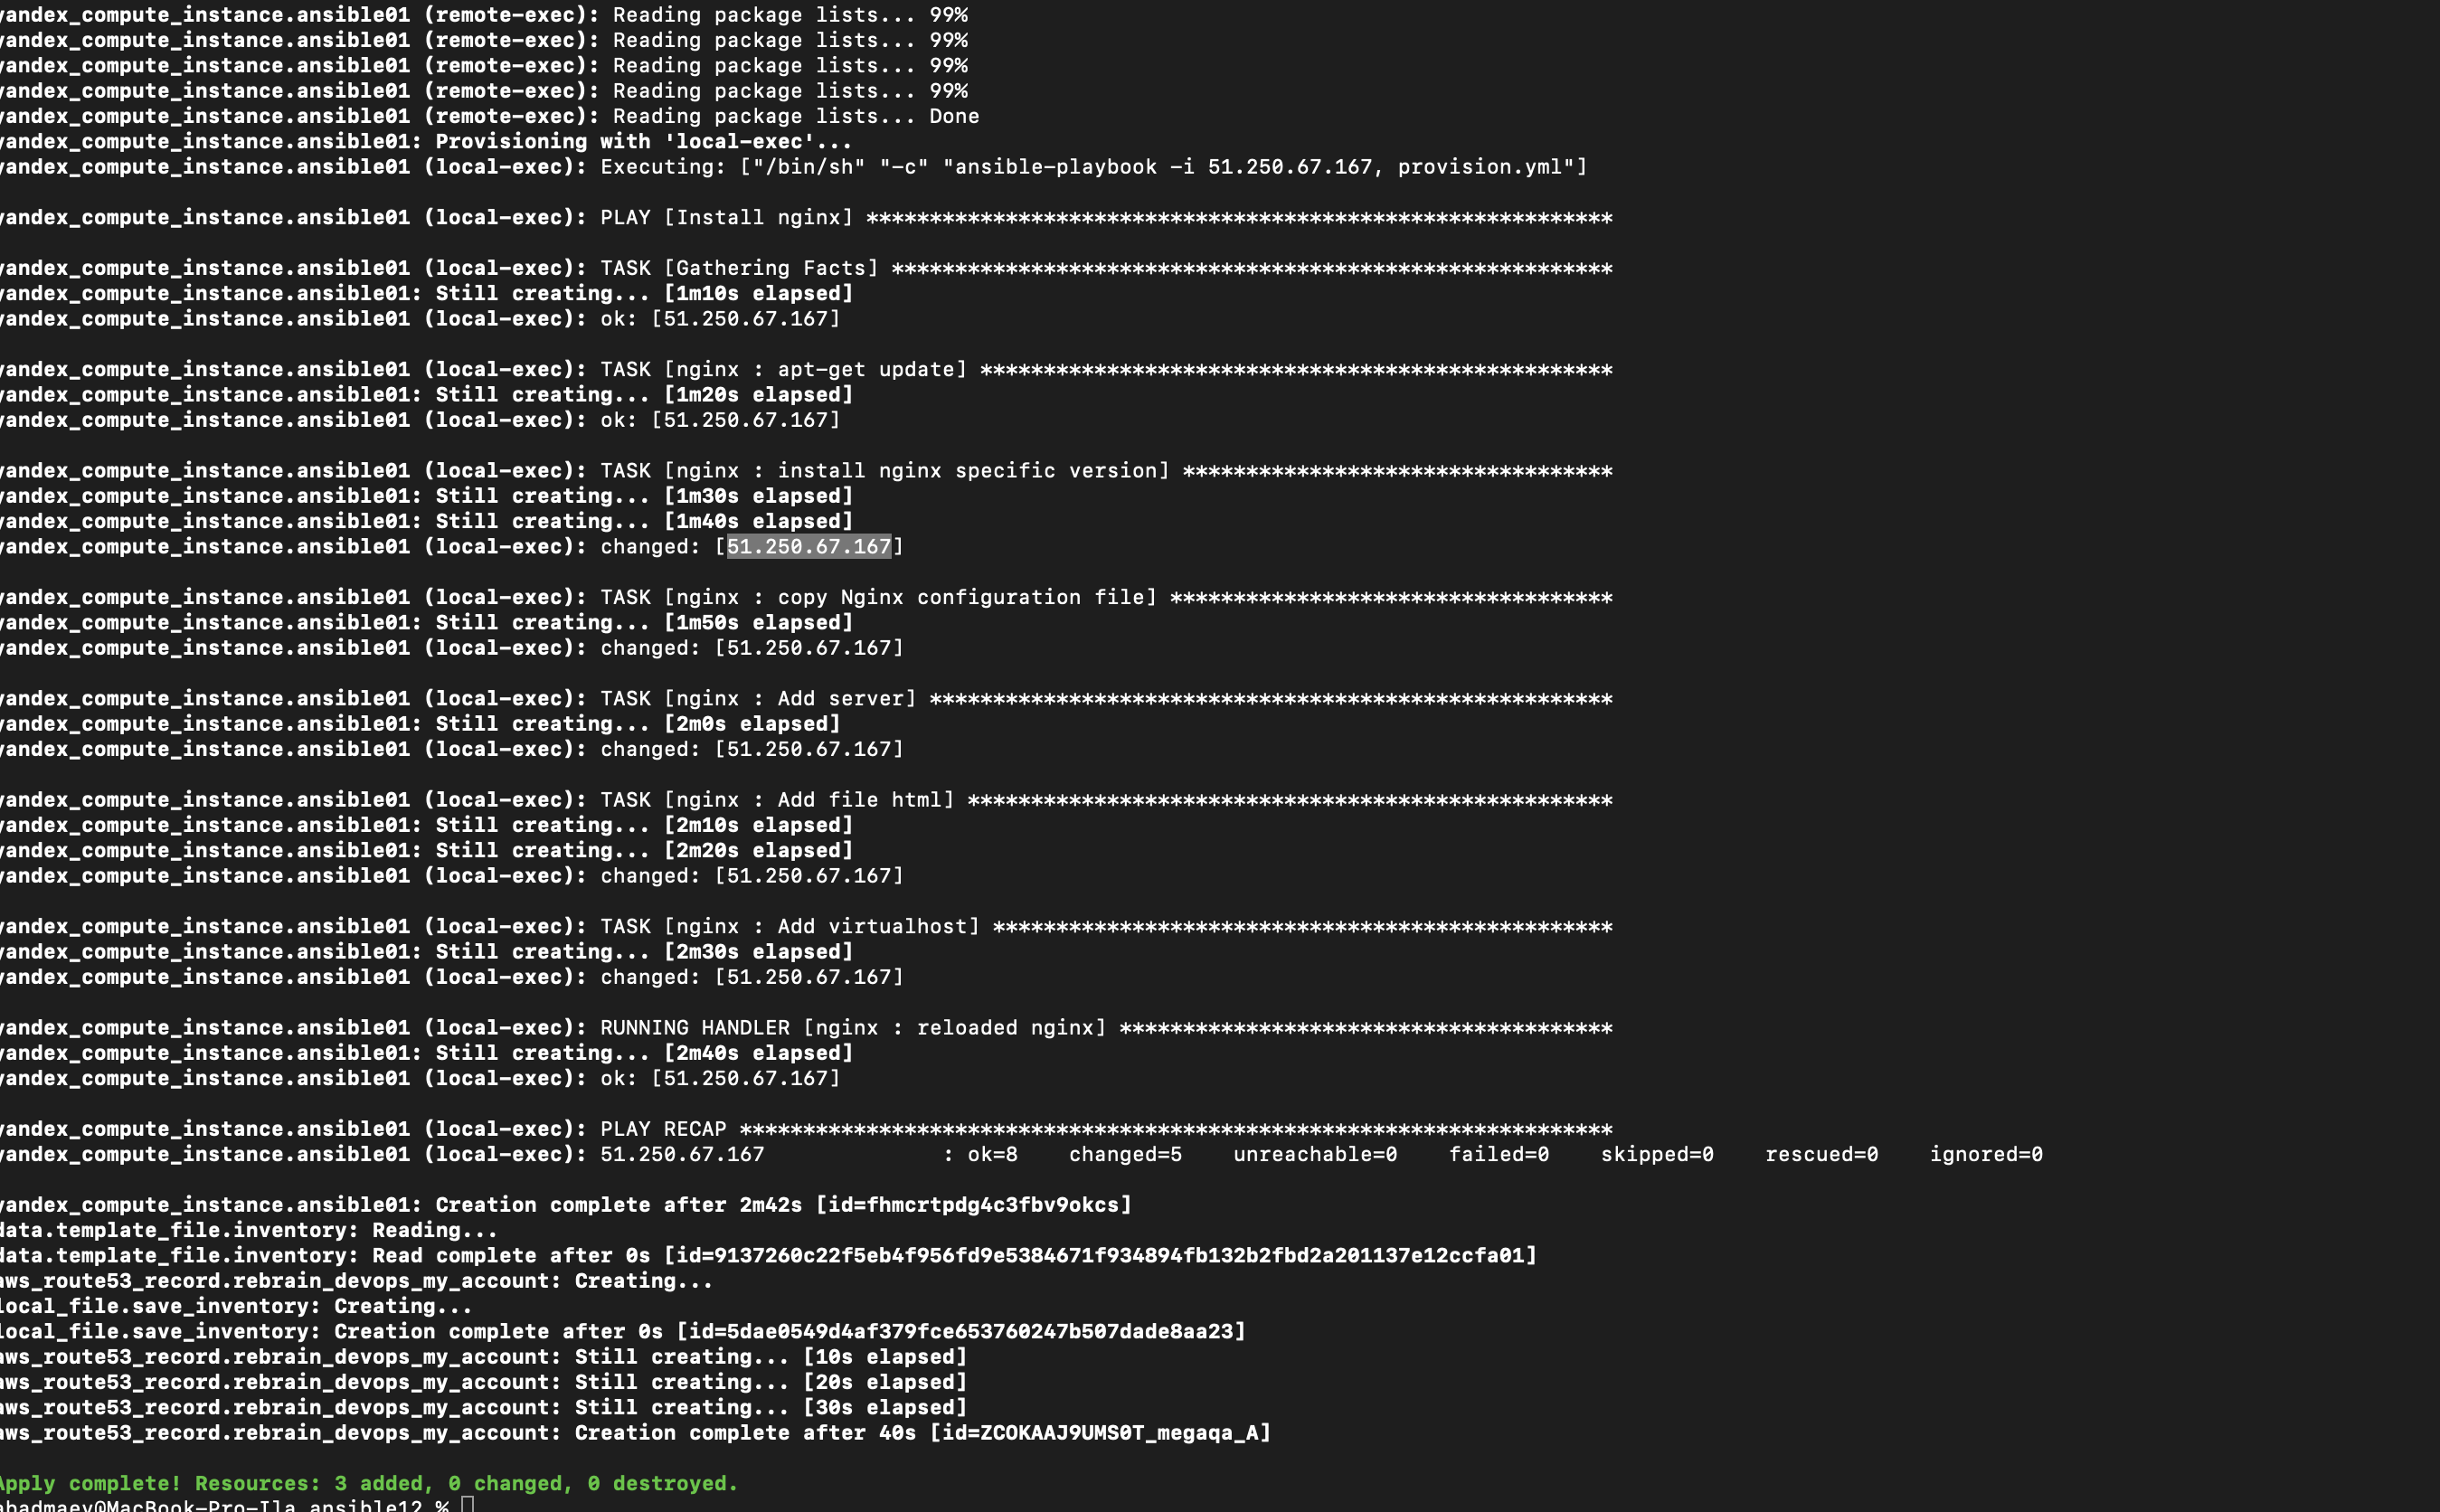 yandex_compute_instance.ansible01 (remote-exec): Reading package lists... 99%
yandex_compute_instance.ansible01 (remote-exec): Reading package lists... 99%
yandex_compute_instance.ansible01 (remote-exec): Reading package lists... 99%
yandex_compute_instance.ansible01 (remote-exec): Reading package lists... 99%
yandex_compute_instance.ansible01 (remote-exec): Reading package lists... Done
yandex_compute_instance.ansible01: Provisioning with 'local-exec'...
yandex_compute_instance.ansible01 (local-exec): Executing: ["/bin/sh" "-c" "ansible-playbook -i 51.250.67.167, provision.yml"]
yandex_compute_instance.ansible01 (local-exec): PLAY [Install nginx] ***********************************************************
yandex_compute_instance.ansible01 (local-exec): TASK [Gathering Facts] *********************************************************
yandex_compute_instance.ansible01: Still creating... [1m10s elapsed]
yandex_compute_instance.ansible01 (local-exec): ok: [51.250.67.167]
yandex_compute_instance.ansible01 (local-exec): TASK [nginx : apt-get update] **************************************************
yandex_compute_instance.ansible01: Still creating... [1m20s elapsed]
yandex_compute_instance.ansible01 (local-exec): ok: [51.250.67.167]
yandex_compute_instance.ansible01 (local-exec): TASK [nginx : install nginx specific version] **********************************
yandex_compute_instance.ansible01: Still creating... [1m30s elapsed]
yandex_compute_instance.ansible01: Still creating... [1m40s elapsed]
yandex_compute_instance.ansible01 (local-exec): changed: [51.250.67.167]
yandex_compute_instance.ansible01 (local-exec): TASK [nginx : copy Nginx configuration file] ***********************************
yandex_compute_instance.ansible01: Still creating... [1m50s elapsed]
yandex_compute_instance.ansible01 (local-exec): changed: [51.250.67.167]
yandex_compute_instance.ansible01 (local-exec): TASK [nginx : Add server] ******************************************************
yandex_compute_instance.ansible01: Still creating... [2m0s elapsed]
yandex_compute_instance.ansible01 (local-exec): changed: [51.250.67.167]
yandex_compute_instance.ansible01 (local-exec): TASK [nginx : Add file html] ***************************************************
yandex_compute_instance.ansible01: Still creating... [2m10s elapsed]
yandex_compute_instance.ansible01: Still creating... [2m20s elapsed]
yandex_compute_instance.ansible01 (local-exec): changed: [51.250.67.167]
yandex_compute_instance.ansible01 (local-exec): TASK [nginx : Add virtualhost] *************************************************
yandex_compute_instance.ansible01: Still creating... [2m30s elapsed]
yandex_compute_instance.ansible01 (local-exec): changed: [51.250.67.167]
yandex_compute_instance.ansible01 (local-exec): RUNNING HANDLER [nginx : reloaded nginx] ***************************************
yandex_compute_instance.ansible01: Still creating... [2m40s elapsed]
yandex_compute_instance.ansible01 (local-exec): ok: [51.250.67.167]
yandex_compute_instance.ansible01 (local-exec): PLAY RECAP *********************************************************************
yandex_compute_instance.ansible01 (local-exec): 51.250.67.167 : ok=8 changed=5 unreachable=0 failed=0 skipped=0 rescued=0 ignored=0
yandex_compute_instance.ansible01: Creation complete after 2m42s [id=fhmcrtpdg4c3fbv9okcs]
data.template_file.inventory: Reading...
data.template_file.inventory: Read complete after 0s [id=9137260c22f5eb4f956fd9e5384671f934894fb132b2fbd2a201137e12ccfa01]
aws_route53_record.rebrain_devops_my_account: Creating...
local_file.save_inventory: Creating...
local_file.save_inventory: Creation complete after 0s [id=5dae0549d4af379fce653760247b507dade8aa23]
aws_route53_record.rebrain_devops_my_account: Still creating... [10s elapsed]
aws_route53_record.rebrain_devops_my_account: Still creating... [20s elapsed]
aws_route53_record.rebrain_devops_my_account: Still creating... [30s elapsed]
aws_route53_record.rebrain_devops_my_account: Creation complete after 40s [id=ZCOKAAJ9UMS0T_megaqa_A]
Apply complete! Resources: 3 added, 0 changed, 0 destroyed.
abadmaev@MacBook-Pro-Ila ansible12 %